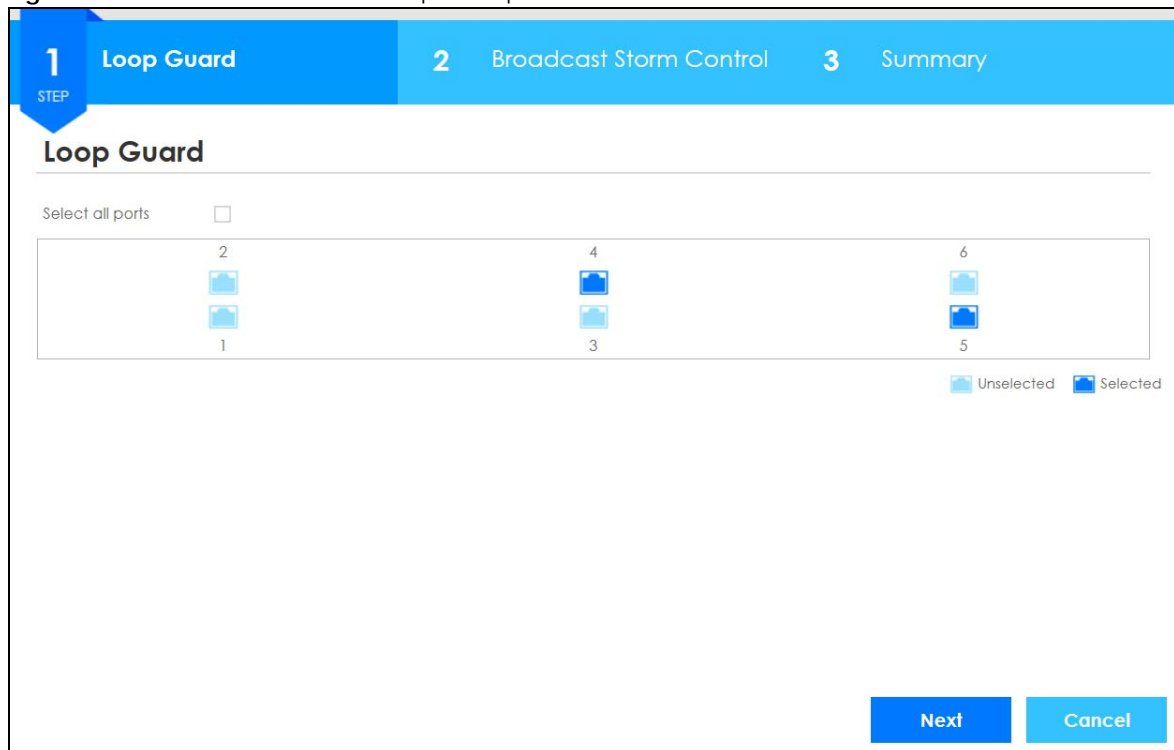 1 Loop Guard 2 Broadcast Storm Control 3 Summary
STEP
Loop Guard
Select all ports
2 4 6
1 3 5
Unselected Selected
Next Cancel